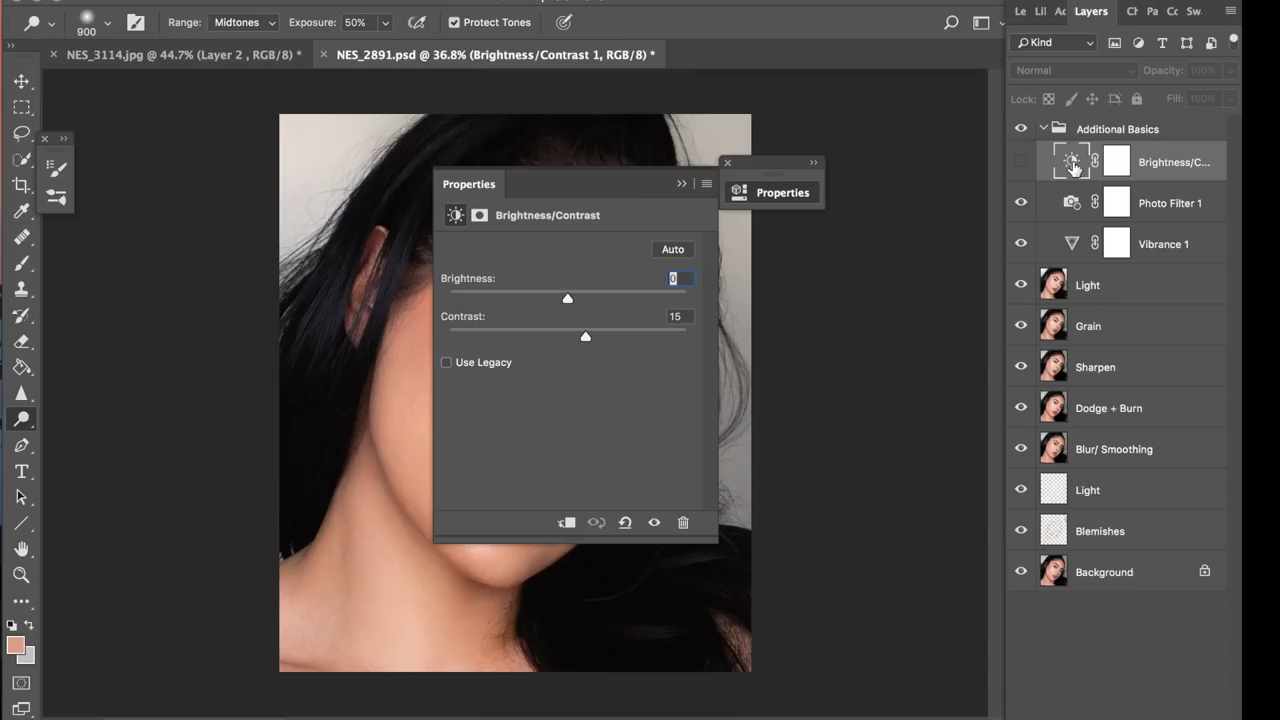 Range: Midtones Exposure: 50% Protect Tones
900
NES_3114.jpg @ 44.7% (Layer 2 , RGB/8) *
NES_2891.psd @ 36.8% (Brightness/Contrast 1, RGB/8) *
Properties
Brightness/Contrast
Auto
Brightness: 0
Contrast: 15
Use Legacy
Properties
Le Lil Ad Layers Cl Pa Cc Sw
Kind
Normal Opacity: 100%
Lock: Fill: 100%
Additional Basics
Brightness/C...
Photo Filter 1
Vibrance 1
Light
Grain
Sharpen
Dodge + Burn
Blur/ Smoothing
Light
Blemishes
Background